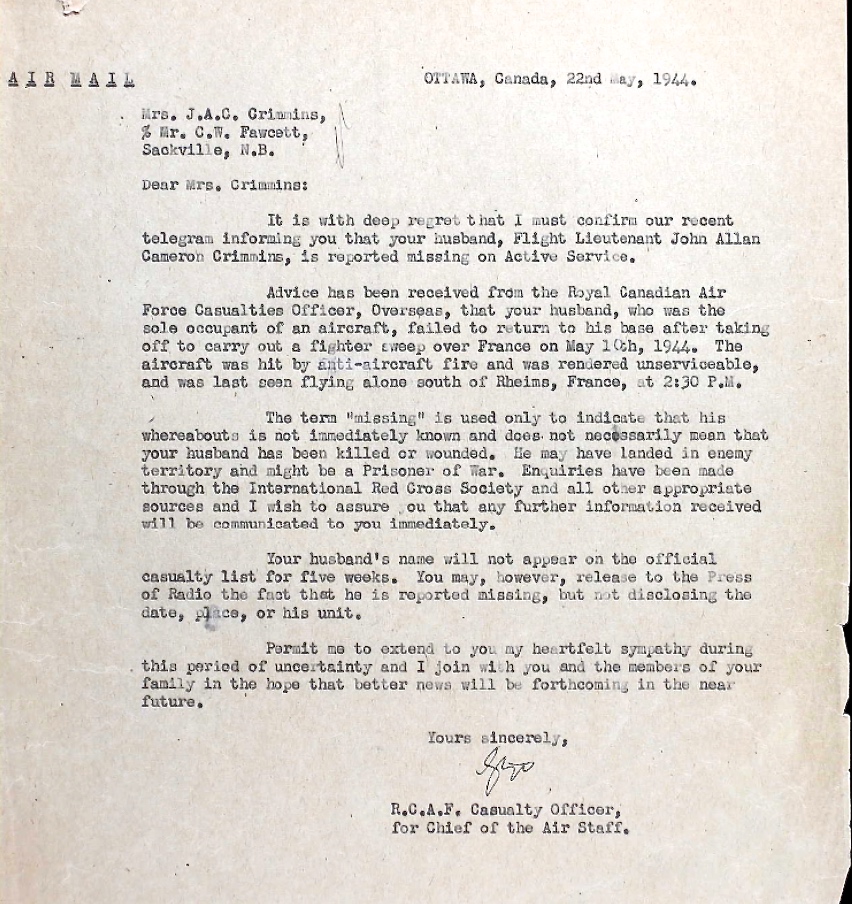 AIR MAIL
OTTAWA, Canada, 22nd May, 1944.
Mrs. J.A.C. Crimmins,
% Mr. C.W. Fawcett,
Sackville, N.B.
Dear Mrs. Crimmins:
It is with deep regret that I must confirm our recent
telegram informing you that your husband, Flight Lieutenant John Allan
Cameron Crimmins, is reported missing on Active Service.
Advice has been received from the Royal Canadian Air
Force Casualties Officer, Overseas, that your husband, who was the
sole occupant of an aircraft, failed to return to his base after taking
off to carry out a fighter sweep over France on May 10th, 1944. The
aircraft was hit by anti-aircraft fire and was rendered unserviceable,
and was last seen flying alone south of Rheims, France, at 2:30 P.M.
The term "missing" is used only to indicate that his
whereabouts is not immediately known and does not necessarily mean that
your husband has been killed or wounded. He may have landed in enemy
territory and might be a Prisoner of War. Enquiries have been made
through the International Red Cross Society and all other appropriate
sources and I wish to assure you that any further information received
will be communicated to you immediately.
Your husband's name will not appear on the official
casualty list for five weeks. You may, however, release to the Press
of Radio the fact that he is reported missing, but not disclosing the
date, place, or his unit.
Permit me to extend to you my heartfelt sympathy during
this period of uncertainty and I join with you and the members of your
family in the hope that better news will be forthcoming in the near
future.
Yours sincerely,
R.C.A.F. Casualty Officer,
for Chief of the Air Staff.